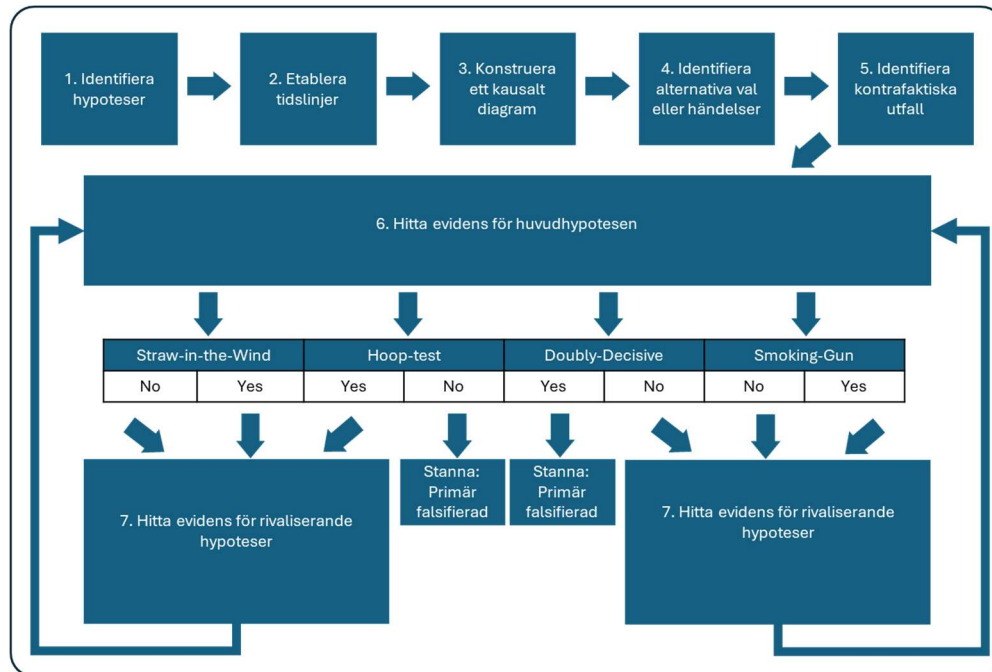 1. Identifiera
hypoteser
2. Etablera
tidslinjer
3. Konstruera
ett kausalt
diagram
4. Identifiera
alternativa val
eller händelser
5. Identifiera
kontrafaktiska
utfall
6. Hitta evidens för huvudhypotesen
Straw-in-the-Wind
Hoop-test
Doubly-Decisive
Smoking-Gun
No
Yes
Yes
No
Yes
No
No
Yes
7. Hitta evidens för rivaliserande
hypoteser
Stanna:
Primär
falsifierad
Stanna:
Primär
falsifierad
7. Hitta evidens för rivaliserande
hypoteser